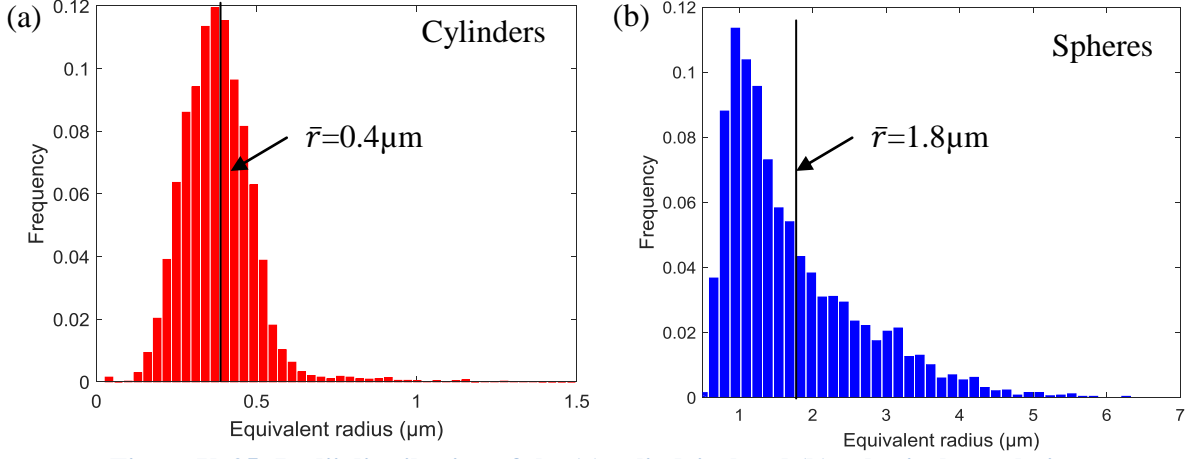 (a)
Cylinders
r̄=0.4µm
Frequency
0.12
0.1
0.08
0.06
0.04
0.02
0
0
0.5
1
1.5
Equivalent radius (µm)
(b)
Spheres
r̄=1.8µm
Frequency
0.12
0.1
0.08
0.06
0.04
0.02
0
1
2
3
4
5
6
7
Equivalent radius (µm)